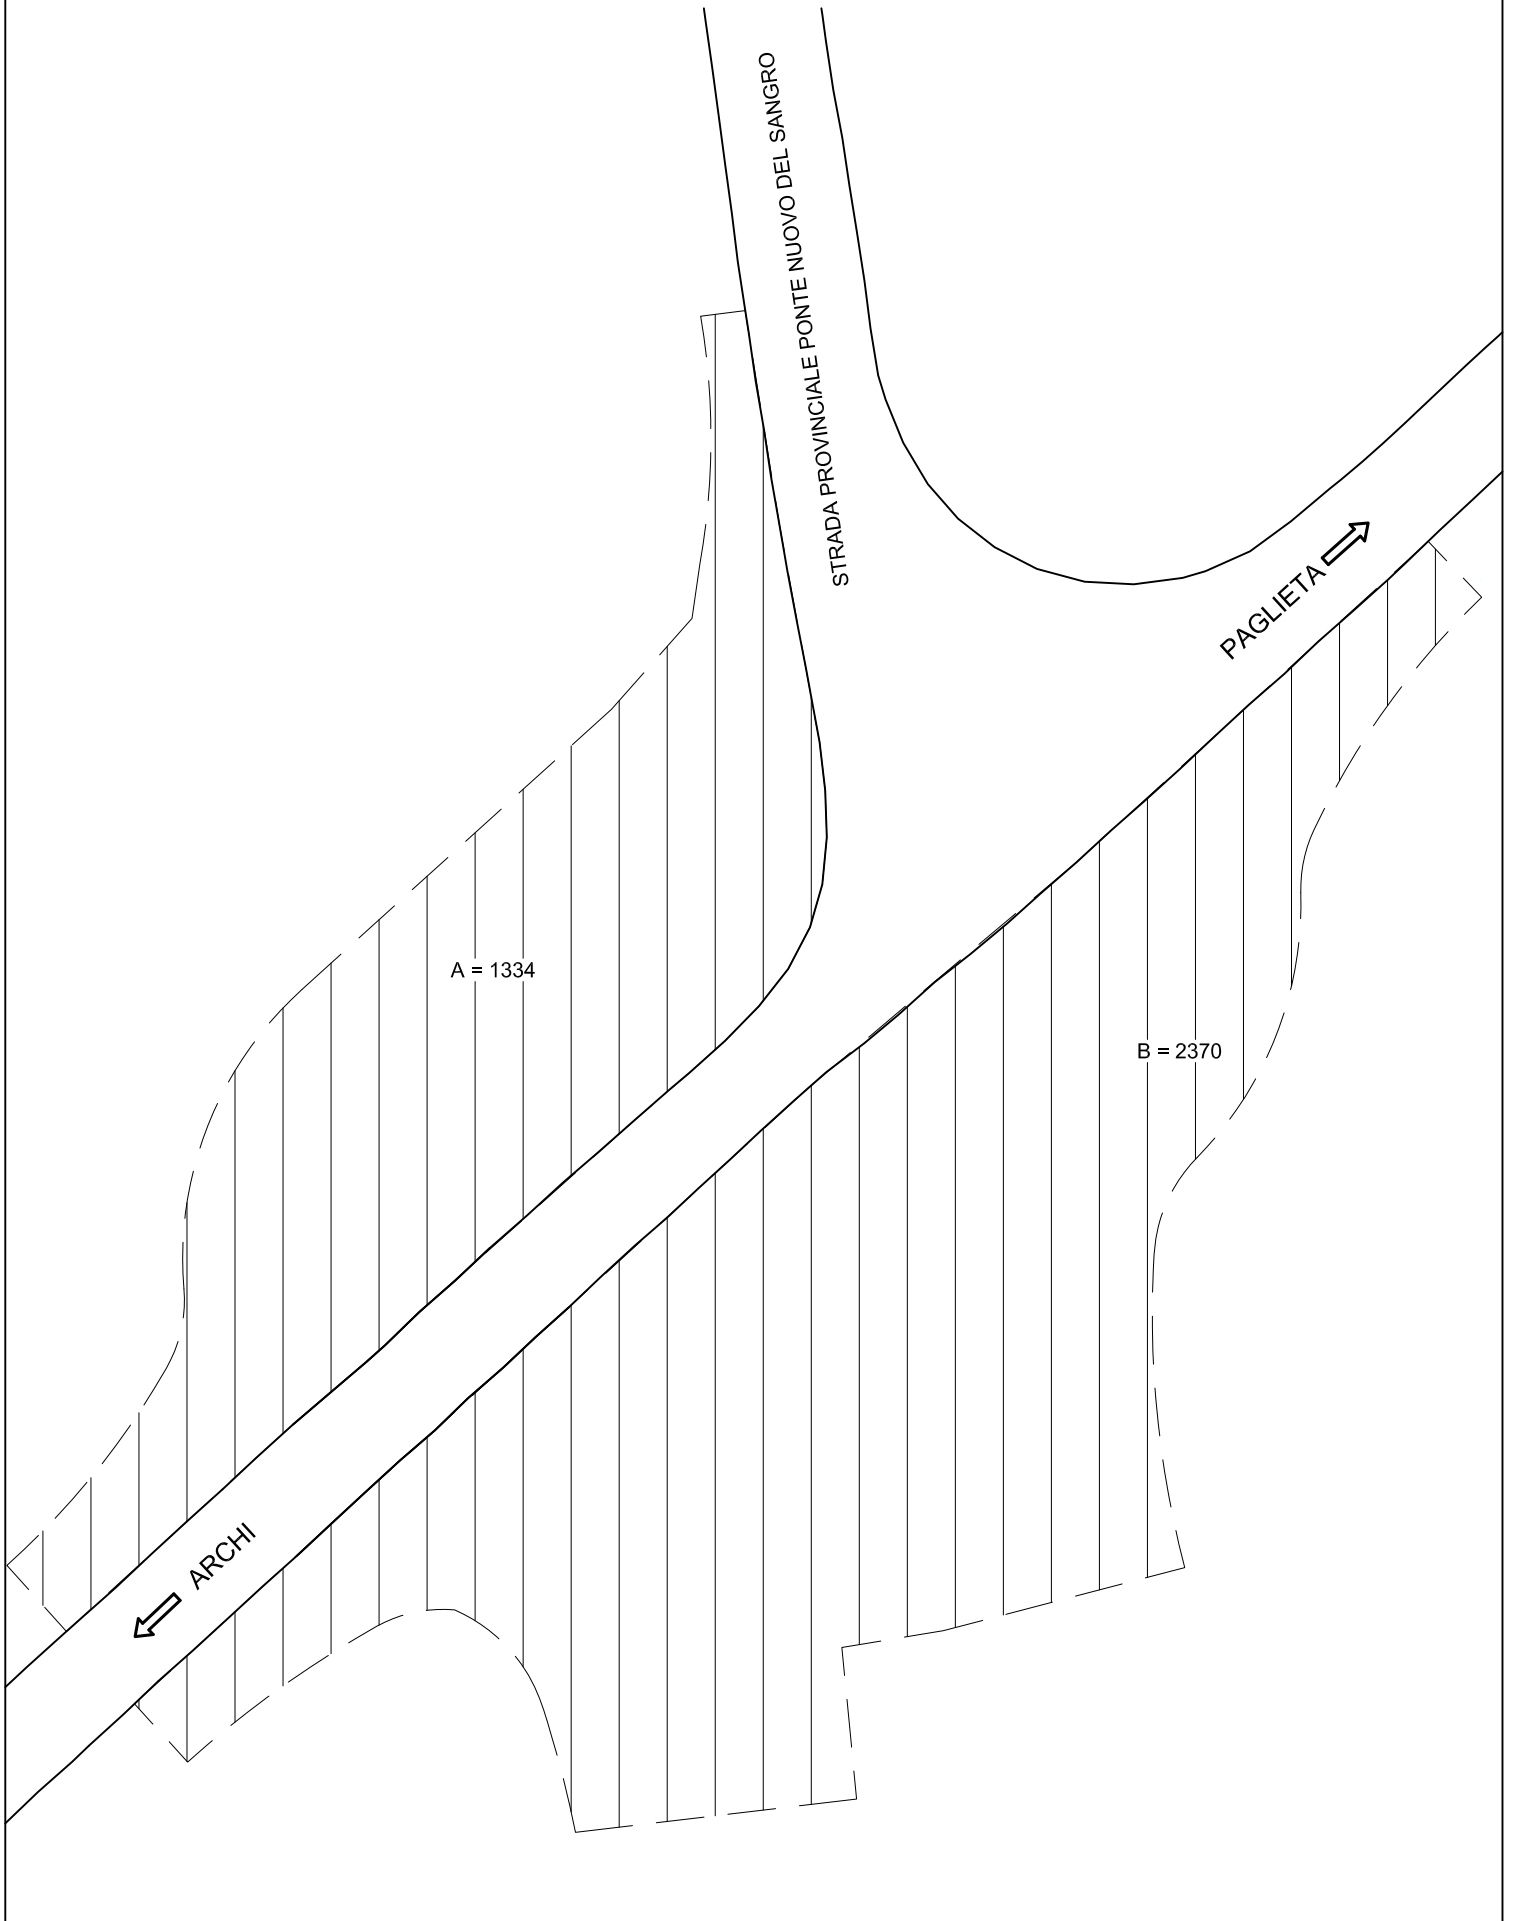 STRADA PROVINCIALE PONTE NUOVO DEL SANGRO
PAGLIETA
A = 1334
B = 2370
ARCHI